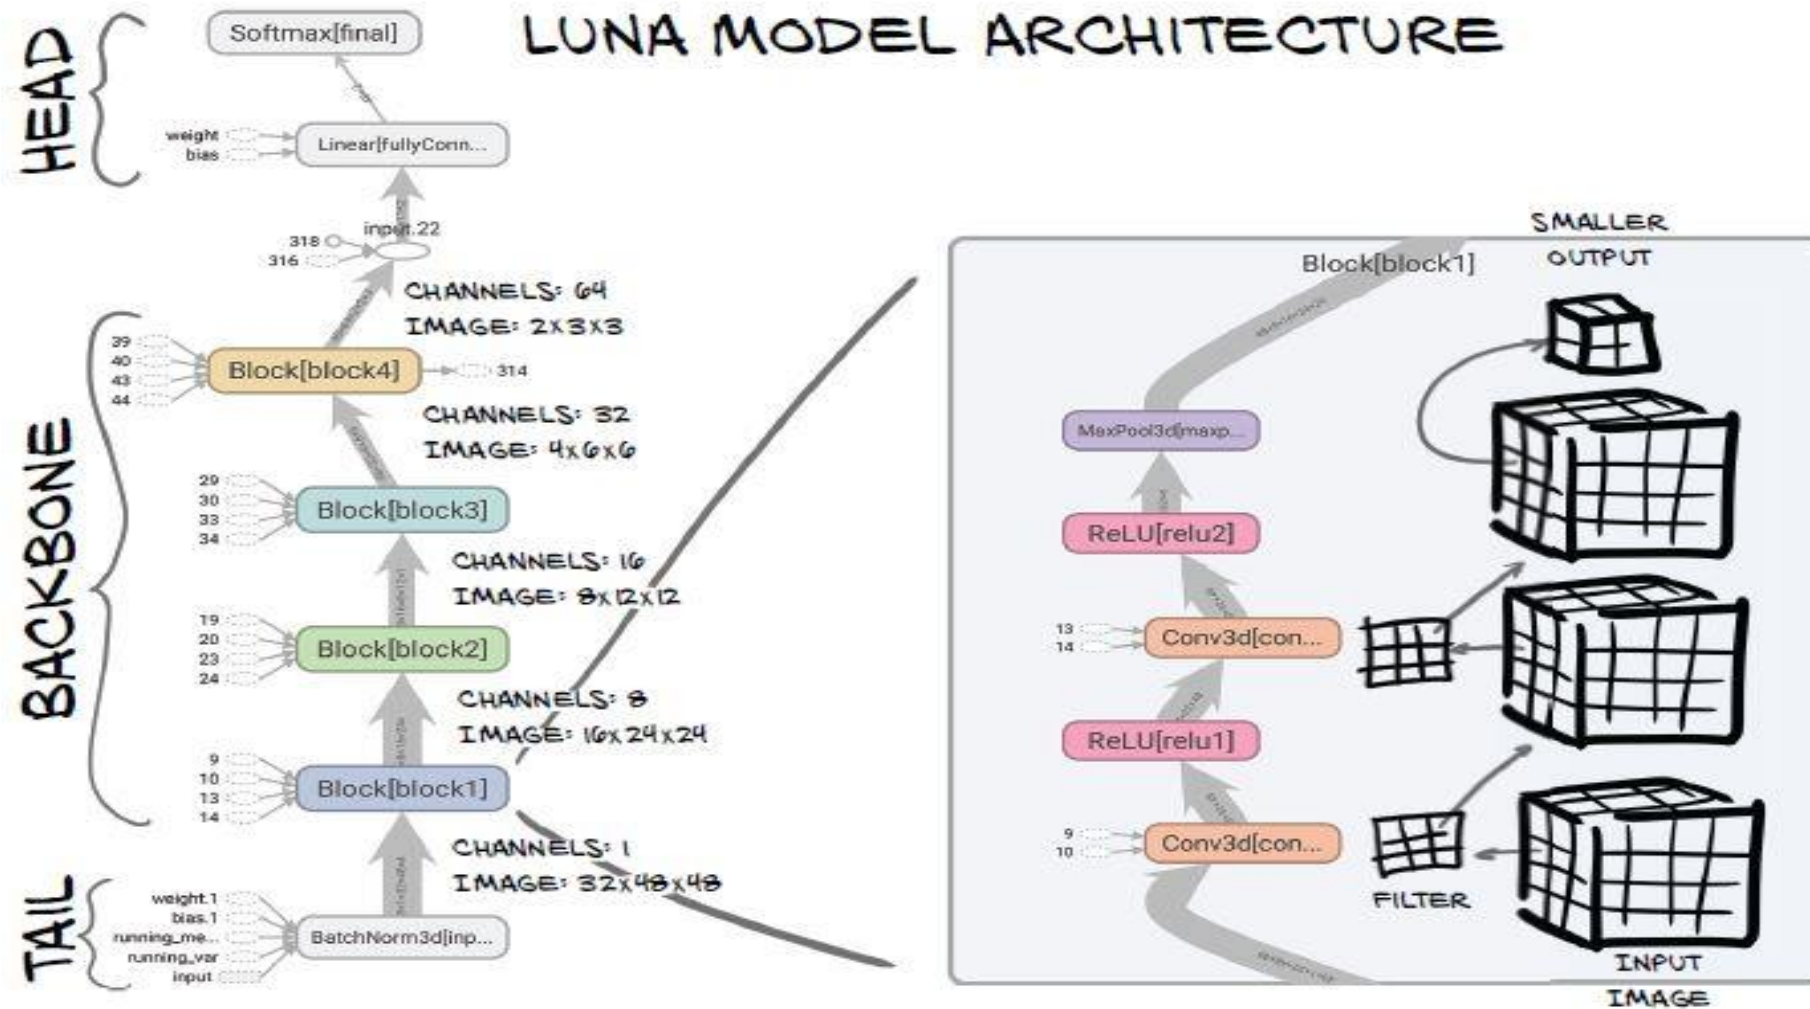 LUNA MODEL ARCHITECTURE
HEAD
Softmax[final]
weight
bias
Linear[fullyConn...
input.22
318
316
CHANNELS: 64
IMAGE: 2x3x3
BACKBONE
39
40
43
44
Block[block4]
314
CHANNELS: 32
IMAGE: 4x6x6
29
30
33
34
Block[block3]
CHANNELS: 16
IMAGE: 8x12x12
19
20
23
24
Block[block2]
CHANNELS: 8
IMAGE: 16x24x24
9
10
13
14
Block[block1]
CHANNELS: 1
IMAGE: 32x48x48
TAIL
weight.1
bias.1
running_me...
running_var
input
BatchNorm3d[inp...
Block[block1]
SMALLER
OUTPUT
MaxPool3d[maxp...
ReLU[relu2]
13
14
Conv3d[con...
ReLU[relu1]
9
10
Conv3d[con...
FILTER
INPUT
IMAGE